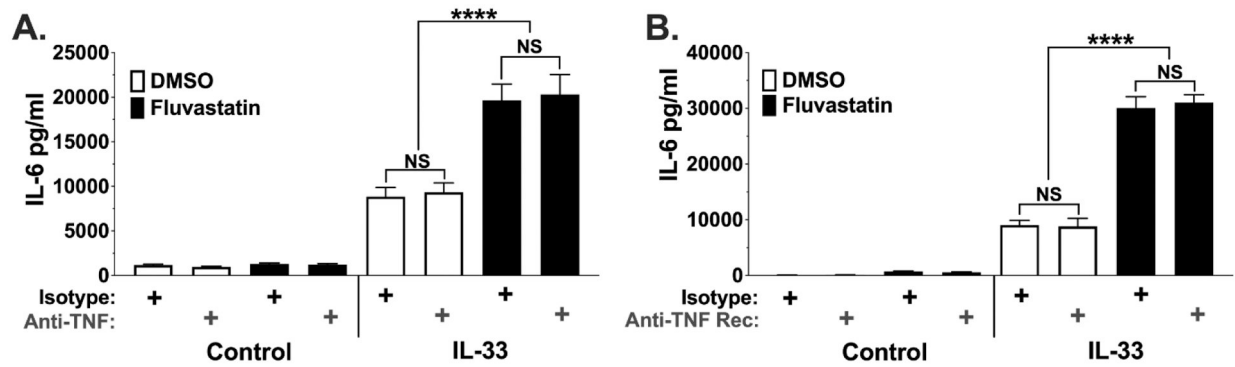 A.
IL-6 pg/ml
25000
20000
15000
10000
5000
0
DMSO
Fluvastatin
****
NS
NS
Isotype: + + + +
Anti-TNF: + + + +
Control IL-33
B.
IL-6 pg/ml
40000
30000
20000
10000
0
DMSO
Fluvastatin
****
NS
NS
Isotype: + + + +
Anti-TNF Rec: + + + +
Control IL-33